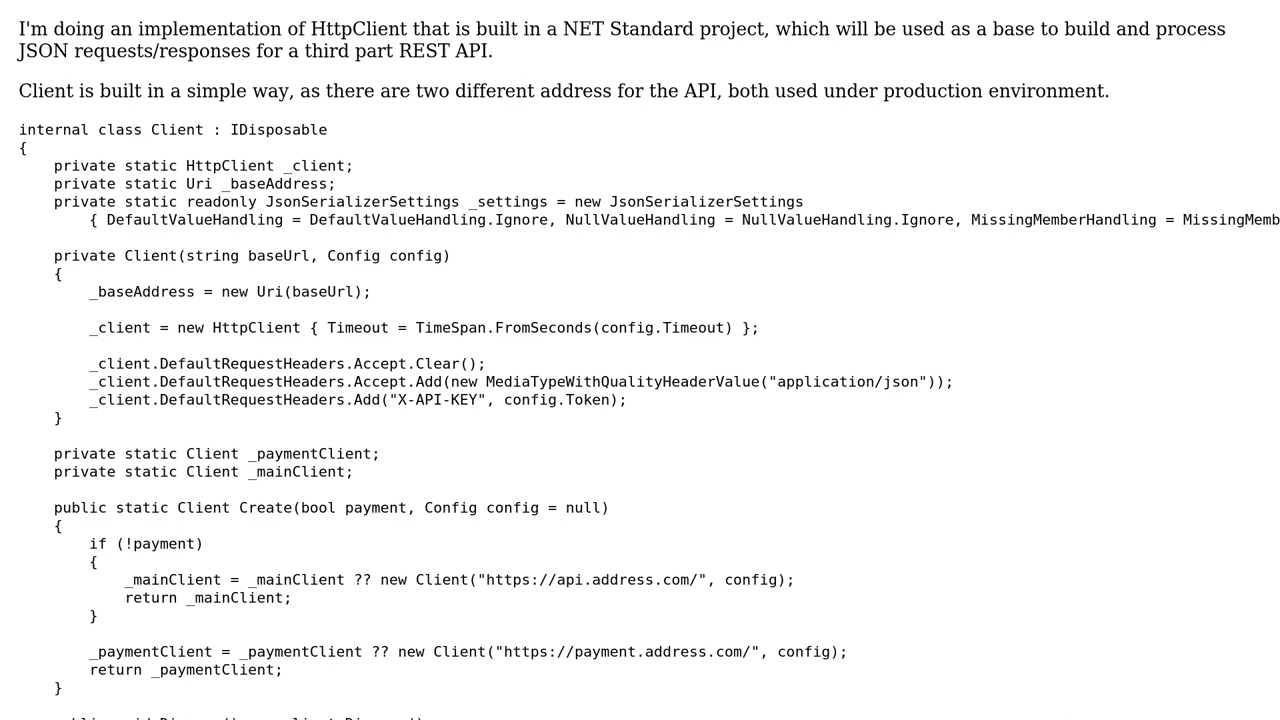 I'm doing an implementation of HttpClient that is built in a NET Standard project, which will be used as a base to build and process
JSON requests/responses for a third part REST API.
Client is built in a simple way, as there are two different address for the API, both used under production environment.
internal class Client : IDisposable
{
    private static HttpClient _client;
    private static Uri _baseAddress;
    private static readonly JsonSerializerSettings _settings = new JsonSerializerSettings
        { DefaultValueHandling = DefaultValueHandling.Ignore, NullValueHandling = NullValueHandling.Ignore, MissingMemberHandling = MissingMemb

    private Client(string baseUrl, Config config)
    {
        _baseAddress = new Uri(baseUrl);

        _client = new HttpClient { Timeout = TimeSpan.FromSeconds(config.Timeout) };

        _client.DefaultRequestHeaders.Accept.Clear();
        _client.DefaultRequestHeaders.Accept.Add(new MediaTypeWithQualityHeaderValue("application/json"));
        _client.DefaultRequestHeaders.Add("X-API-KEY", config.Token);
    }

    private static Client _paymentClient;
    private static Client _mainClient;

    public static Client Create(bool payment, Config config = null)
    {
        if (!payment)
        {
            _mainClient = _mainClient ?? new Client("https://api.address.com/", config);
            return _mainClient;
        }

        _paymentClient = _paymentClient ?? new Client("https://payment.address.com/", config);
        return _paymentClient;
    }